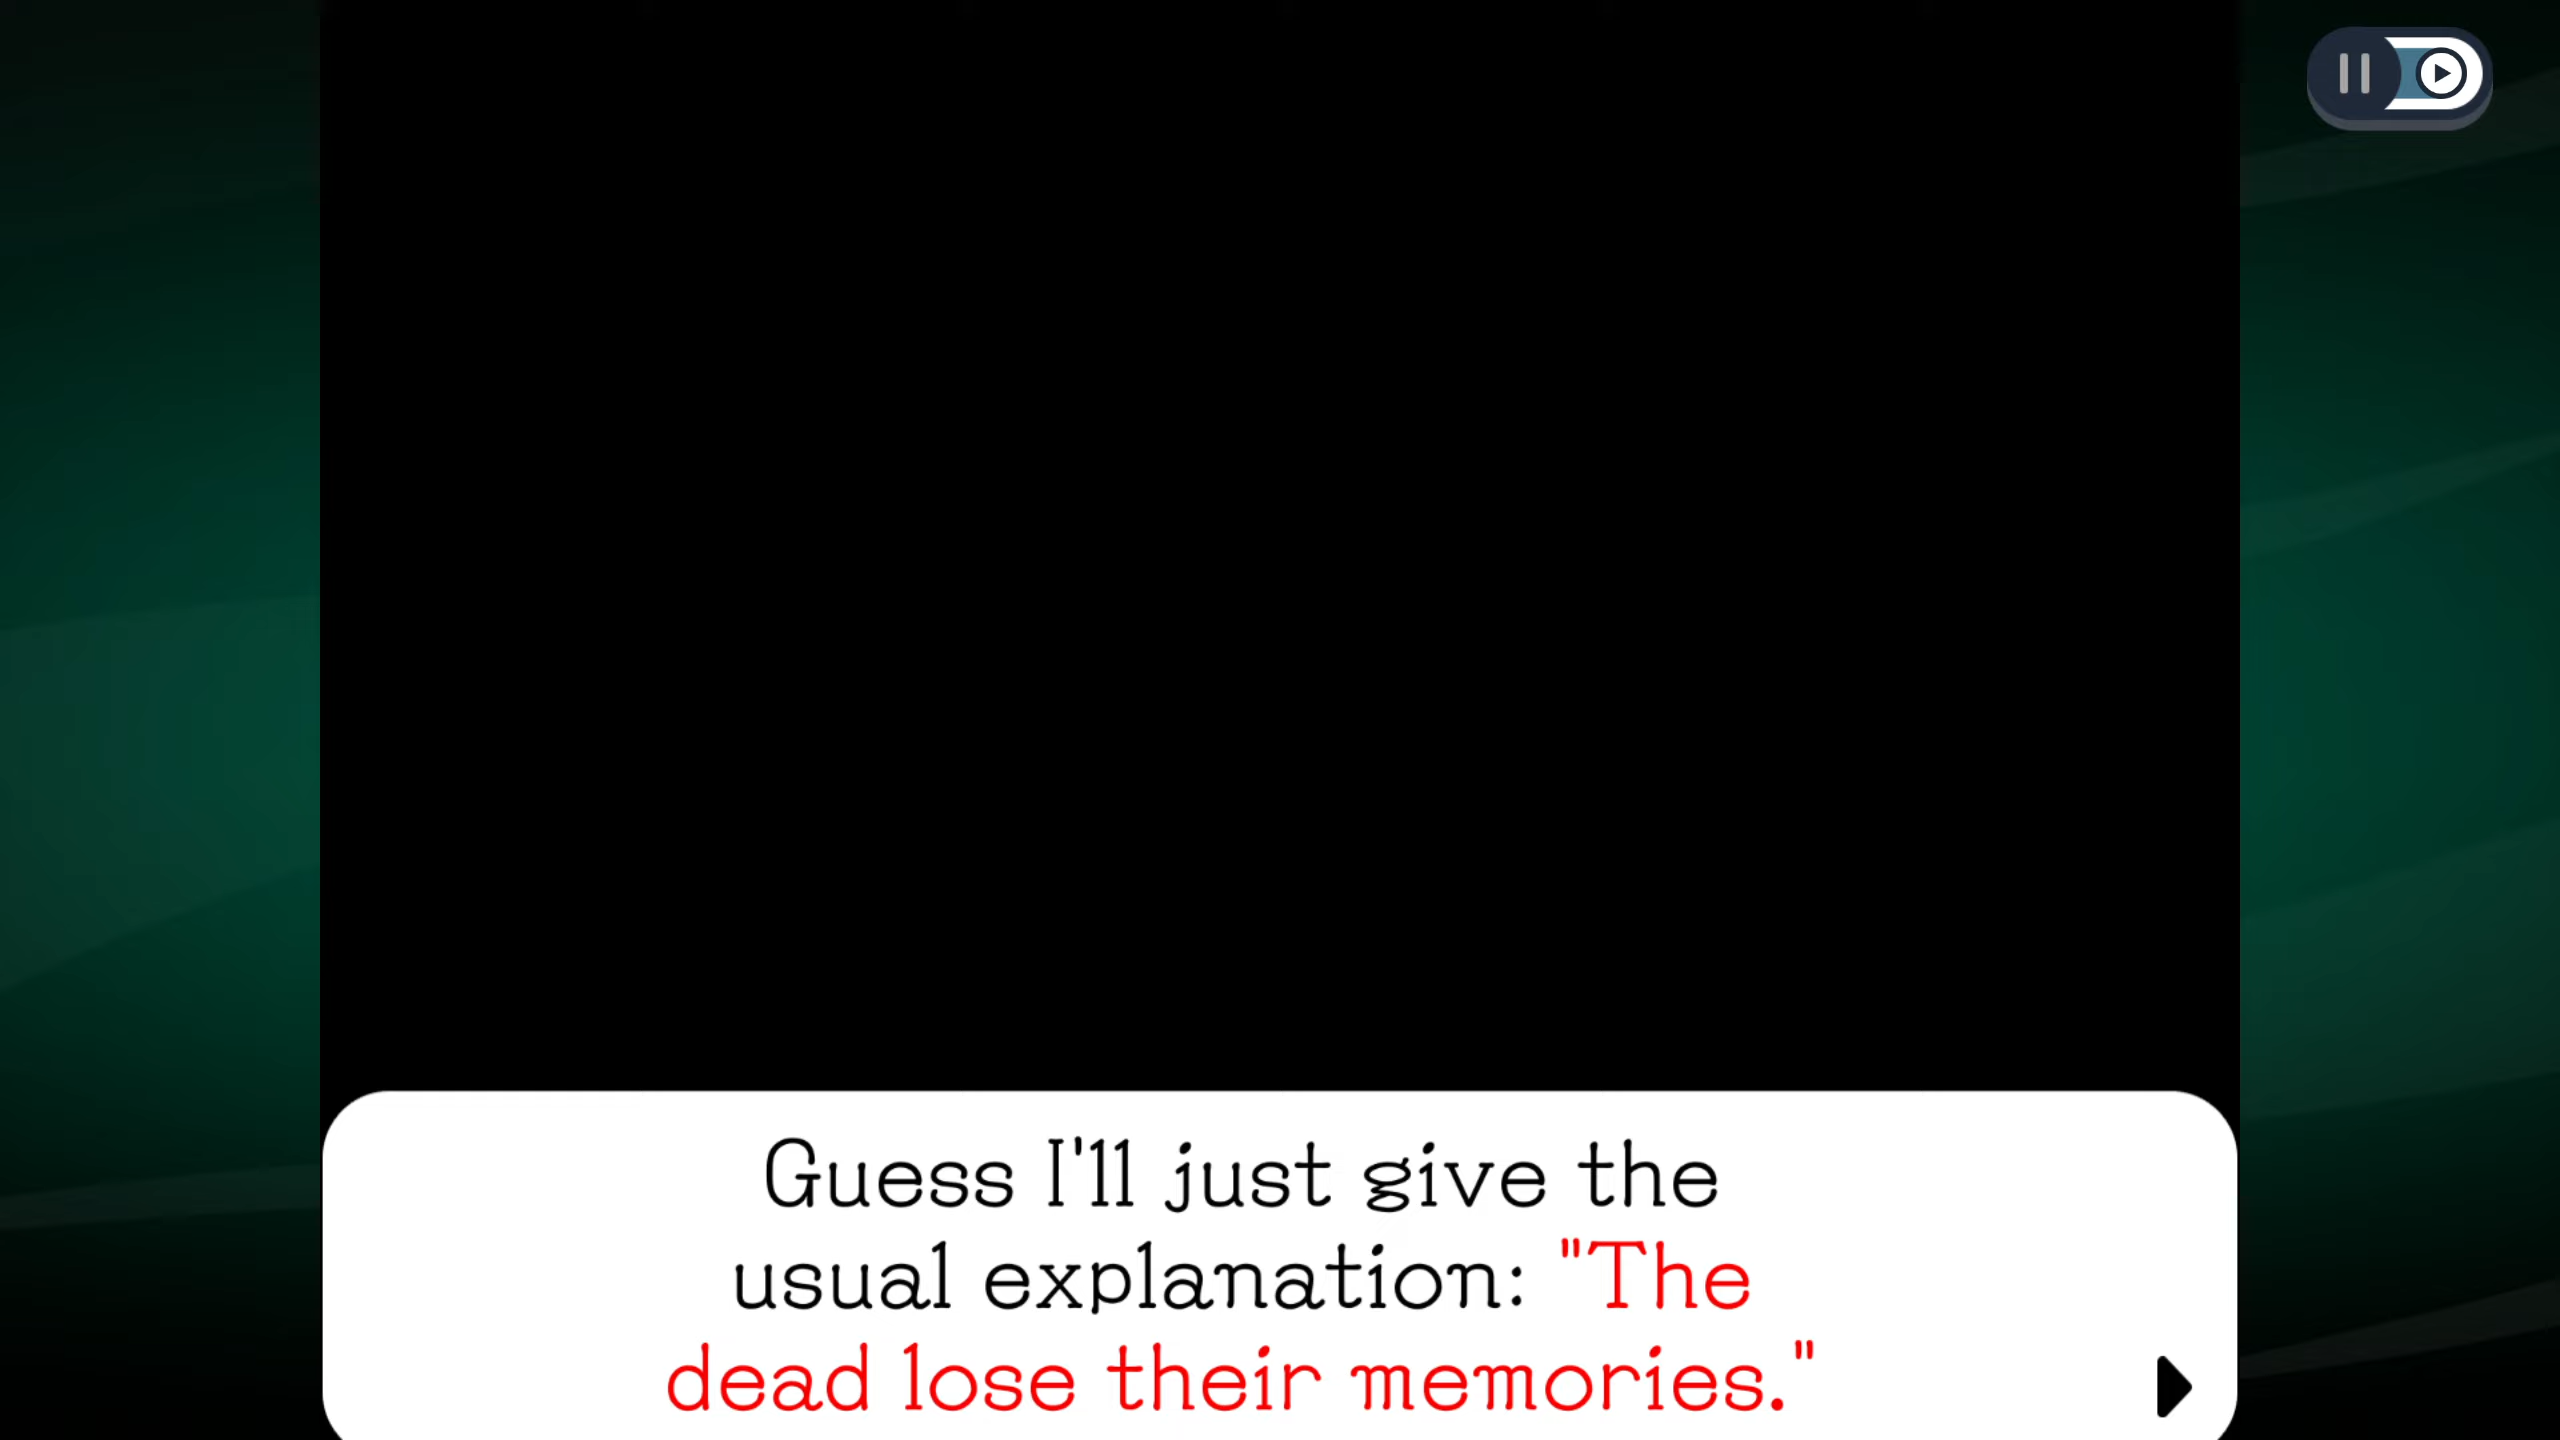 Guess I'll just give the
usual explanation: "The
dead lose their memories."